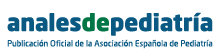 analesdepediatría
Publicación Oficial de la Asociación Española de Pediatría